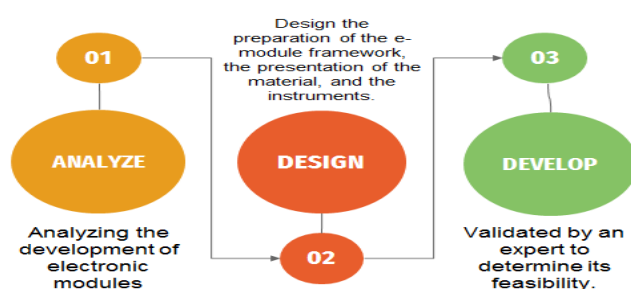 01
ANALYZE
Analyzing the
development of
electronic
modules
Design the
preparation of the e-
module framework,
the presentation of the
material, and the
instruments.
DESIGN
02
03
DEVELOP
Validated by an
expert to
determine its
feasibility.